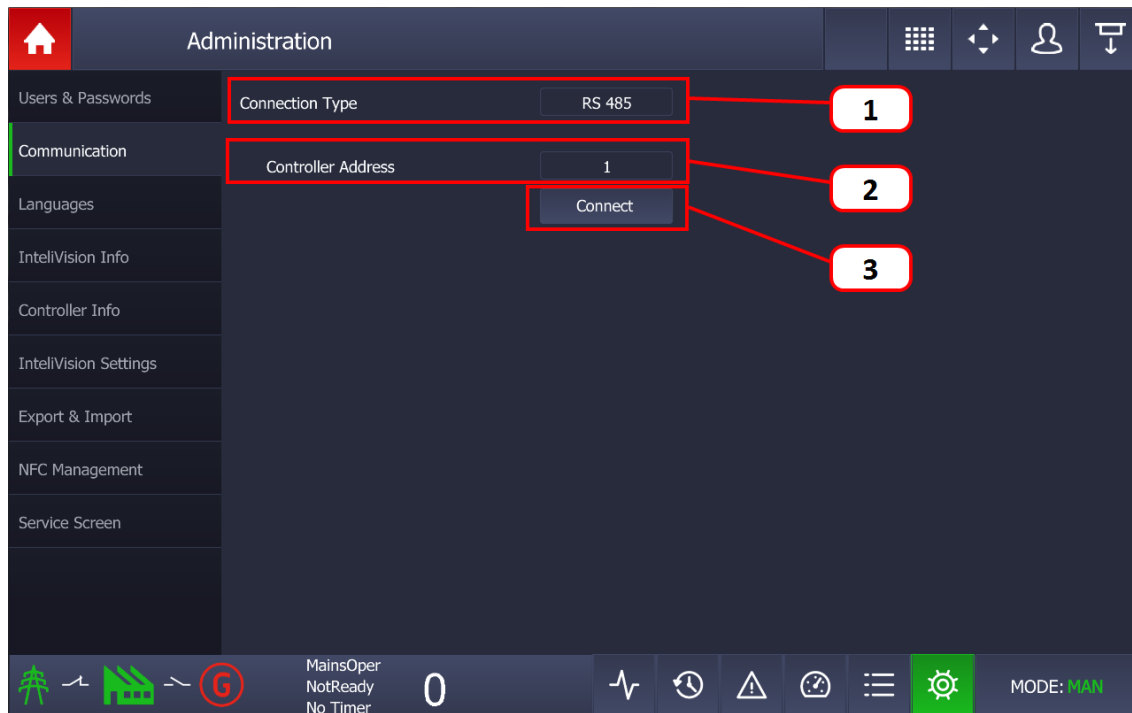 Administration
Users & Passwords
Communication
Languages
InteliVision Info
Controller Info
InteliVision Settings
Export & Import
NFC Management
Service Screen
Connection Type RS 485
1
Controller Address 1
2
Connect
3
G
MainsOper
NotReady
No Timer
0
MODE: MAN